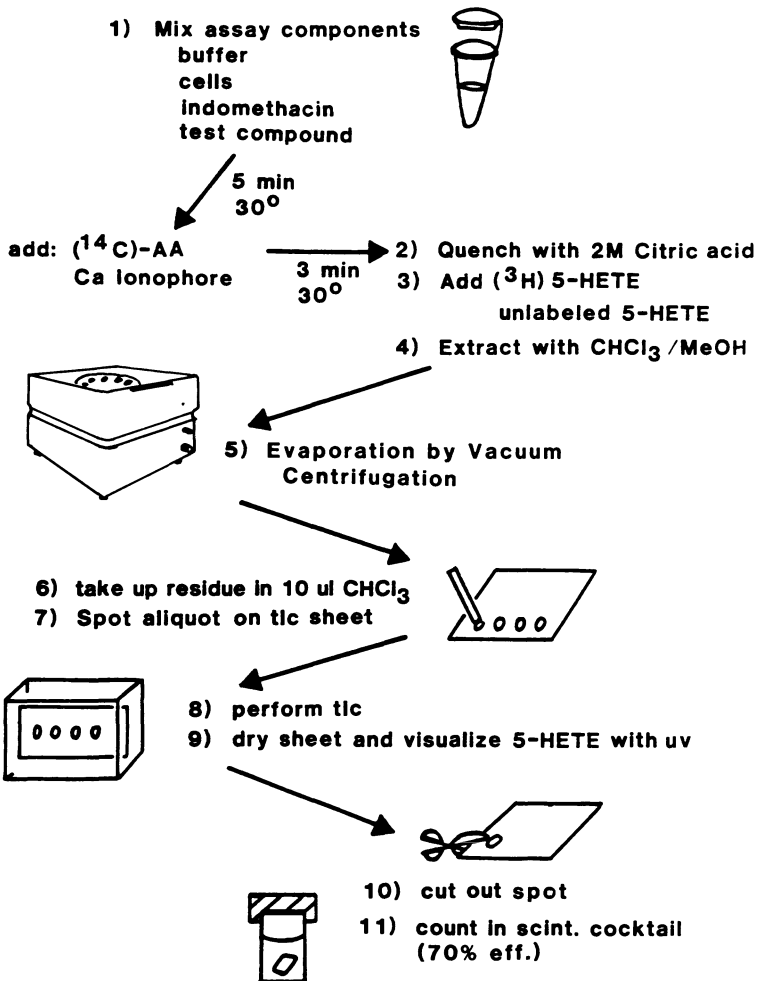 1) Mix assay components
buffer
cells
indomethacin
test compound
5 min
30°
add: (¹⁴C)-AA
Ca ionophore
3 min
30°
2) Quench with 2M Citric acid
3) Add (³H) 5-HETE
unlabeled 5-HETE
4) Extract with CHCl₃/MeOH
5) Evaporation by Vacuum
Centrifugation
6) take up residue in 10 ul CHCl₃
7) Spot aliquot on tlc sheet
8) perform tlc
9) dry sheet and visualize 5-HETE with uv
10) cut out spot
11) count in scint. cocktail
(70% eff.)